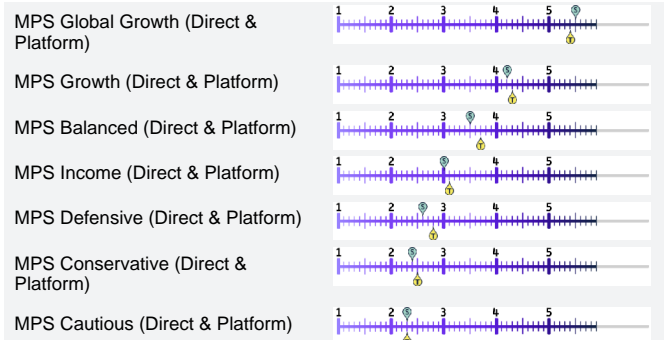 MPS Global Growth (Direct &
Platform)
1 2 3 4 5
S
T
MPS Growth (Direct & Platform)
1 2 3 4 5
S
T
MPS Balanced (Direct & Platform)
1 2 3 4 5
S
T
MPS Income (Direct & Platform)
1 2 3 4 5
S
T
MPS Defensive (Direct & Platform)
1 2 3 4 5
S
T
MPS Conservative (Direct &
Platform)
1 2 3 4 5
S
T
MPS Cautious (Direct & Platform)
1 2 3 4 5
S